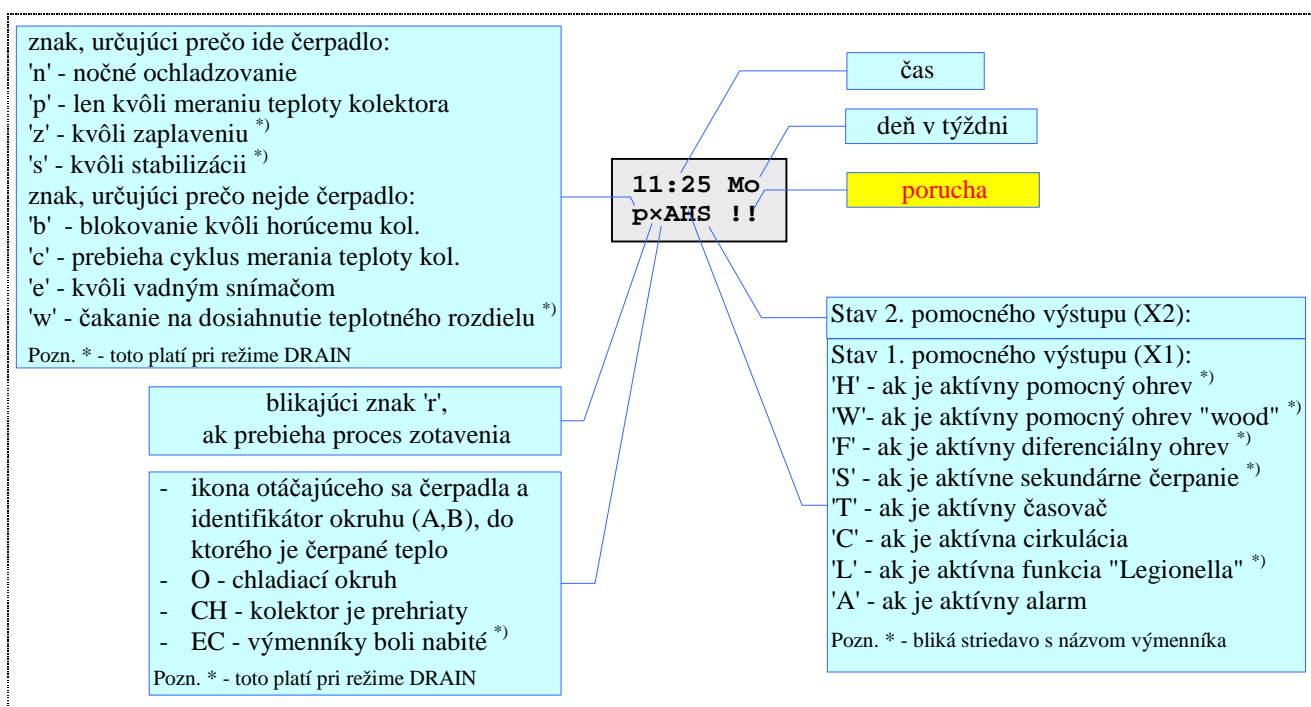 znak, určujúci prečo ide čerpadlo:
'n' - nočné ochladzovanie
'p' - len kvôli meraniu teploty kolektora
'z' - kvôli zaplaveniu *)
's' - kvôli stabilizácii *)
znak, určujúci prečo nejde čerpadlo:
'b' - blokovanie kvôli horúcemu kol.
'c' - prebieha cyklus merania teploty kol.
'e' - kvôli vadným snímačom
'w' - čakanie na dosiahnutie teplotného rozdielu *)
Pozn. * - toto platí pri režime DRAIN
blikajúci znak 'r',
ak prebieha proces zotavenia
- ikona otáčajúceho sa čerpadla a
identifikátor okruhu (A,B), do
ktorého je čerpané teplo
- O - chladiací okruh
- CH - kolektor je prehriaty
- EC - výmenníky boli nabité *)
Pozn. * - toto platí pri režime DRAIN
11:25 Mo
p×AHS !!
čas
deň v týždni
porucha
Stav 2. pomocného výstupu (X2):
Stav 1. pomocného výstupu (X1):
'H' - ak je aktívny pomocný ohrev *)
'W'- ak je aktívny pomocný ohrev "wood" *)
'F' - ak je aktívny diferenciálny ohrev *)
'S' - ak je aktívne sekundárne čerpanie *)
'T' - ak je aktívny časovač
'C' - ak je aktívna cirkulácia
'L' - ak je aktívna funkcia "Legionella" *)
'A' - ak je aktívny alarm
Pozn. * - bliká striedavo s názvom výmenníka